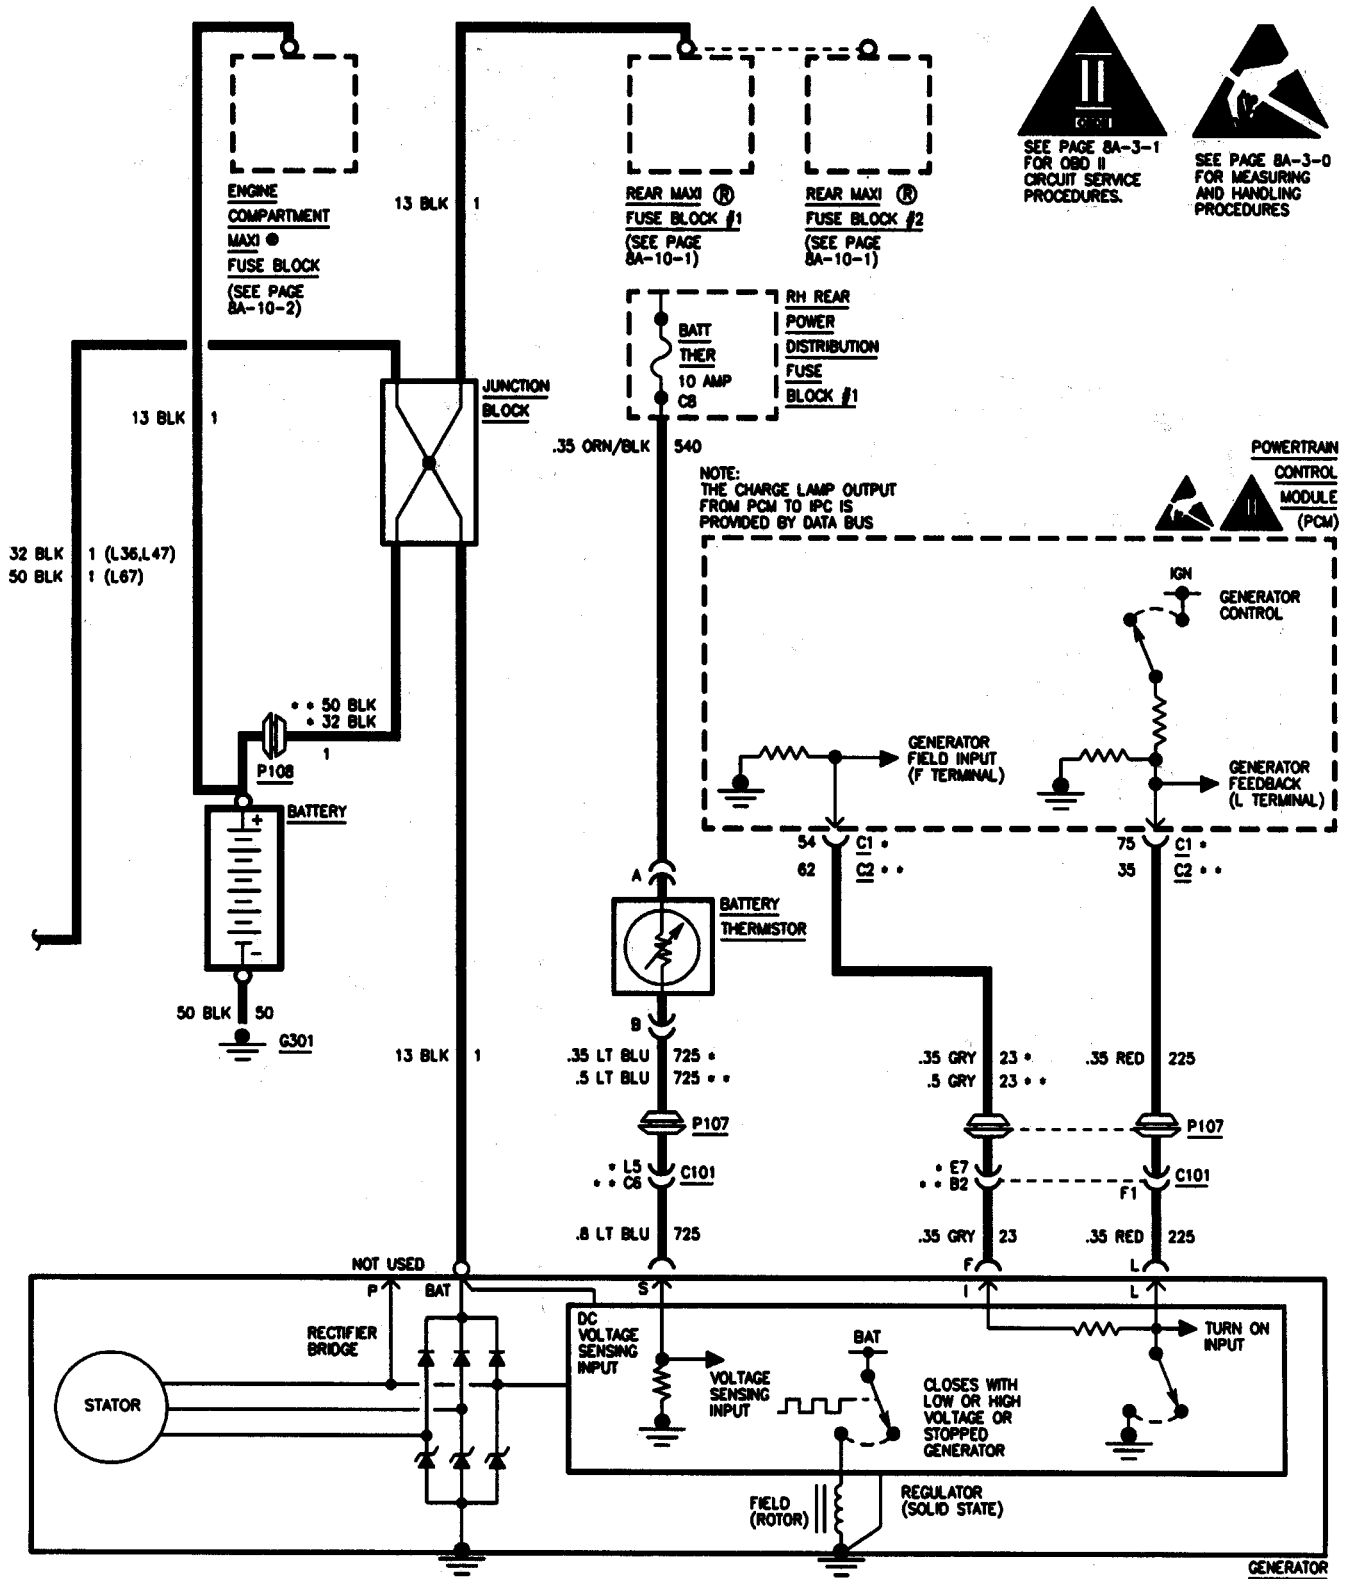 ENGINE
COMPARTMENT
MAXI
FUSE BLOCK
(SEE PAGE
8A-10-2)
13 BLK 1
REAR MAXI R
FUSE BLOCK #1
(SEE PAGE
8A-10-1)
REAR MAXI R
FUSE BLOCK #2
(SEE PAGE
8A-10-1)
II
OBD II
SEE PAGE 8A-3-1
FOR OBD II
CIRCUIT SERVICE
PROCEDURES.
SEE PAGE 8A-3-0
FOR MEASURING
AND HANDLING
PROCEDURES
BATT
THER
10 AMP
C8
RH REAR
POWER
DISTRIBUTION
FUSE
BLOCK #1
JUNCTION
BLOCK
13 BLK 1
.35 ORN/BLK 540
NOTE:
THE CHARGE LAMP OUTPUT
FROM PCM TO IPC IS
PROVIDED BY DATA BUS
POWERTRAIN
CONTROL
MODULE
(PCM)
II
32 BLK 1 (L36,L47)
50 BLK 1 (L67)
IGN
GENERATOR
CONTROL
* * 50 BLK
* 32 BLK
1
P108
GENERATOR
FIELD INPUT
(F TERMINAL)
GENERATOR
FEEDBACK
(L TERMINAL)
BATTERY
+
-
54 C1 *
62 C2 * *
75 C1 *
35 C2 * *
A
BATTERY
THERMISTOR
B
50 BLK 50
G301
13 BLK 1
.35 LT BLU 725 *
.5 LT BLU 725 * *
.35 GRY 23 *
.5 GRY 23 * *
.35 RED 225
P107
P107
* L5
* * C6
C101
* E7
* * B2
F1
C101
.8 LT BLU 725
.35 GRY 23
.35 RED 225
NOT USED
P
BAT
S
F
I
L
L
RECTIFIER
BRIDGE
STATOR
DC
VOLTAGE
SENSING
INPUT
VOLTAGE
SENSING
INPUT
BAT
CLOSES WITH
LOW OR HIGH
VOLTAGE OR
STOPPED
GENERATOR
TURN ON
INPUT
FIELD
(ROTOR)
REGULATOR
(SOLID STATE)
GENERATOR